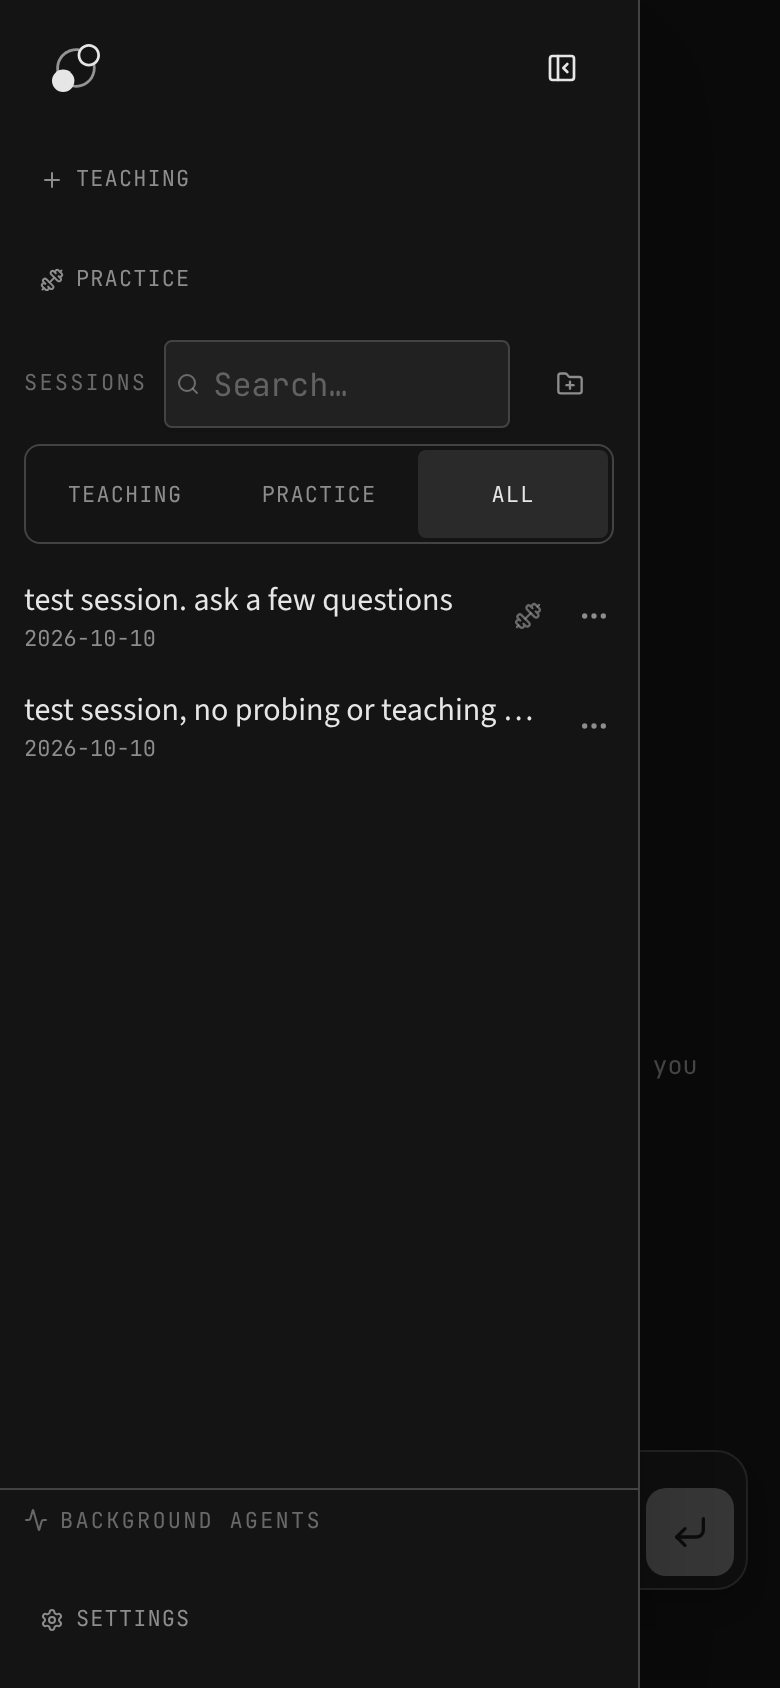 TEACHING
PRACTICE
SESSIONS Search…
TEACHING PRACTICE ALL
test session. ask a few questions
2026-10-10
test session, no probing or teaching …
2026-10-10
you
BACKGROUND AGENTS
SETTINGS